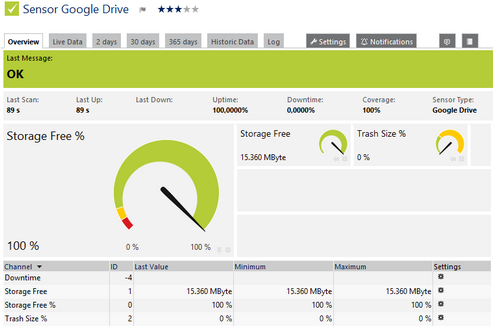 Sensor Google Drive
Overview Live Data 2 days 30 days 365 days Historic Data Log Settings Notifications
Last Message:
OK
Last Scan: Last Up: Last Down: Uptime: Downtime: Coverage: Sensor Type:
89 s 89 s 100,0000% 0,0000% 100% Google Drive
Storage Free %
100 %
0 % 100 %
Storage Free
15.360 MByte
Trash Size %
0 %
Channel ID Last Value Minimum Maximum Settings
Downtime -4
Storage Free 1 15.360 MByte 15.360 MByte 15.360 MByte
Storage Free % 0 100 % 100 % 100 %
Trash Size % 2 0 % 0 % 0 %